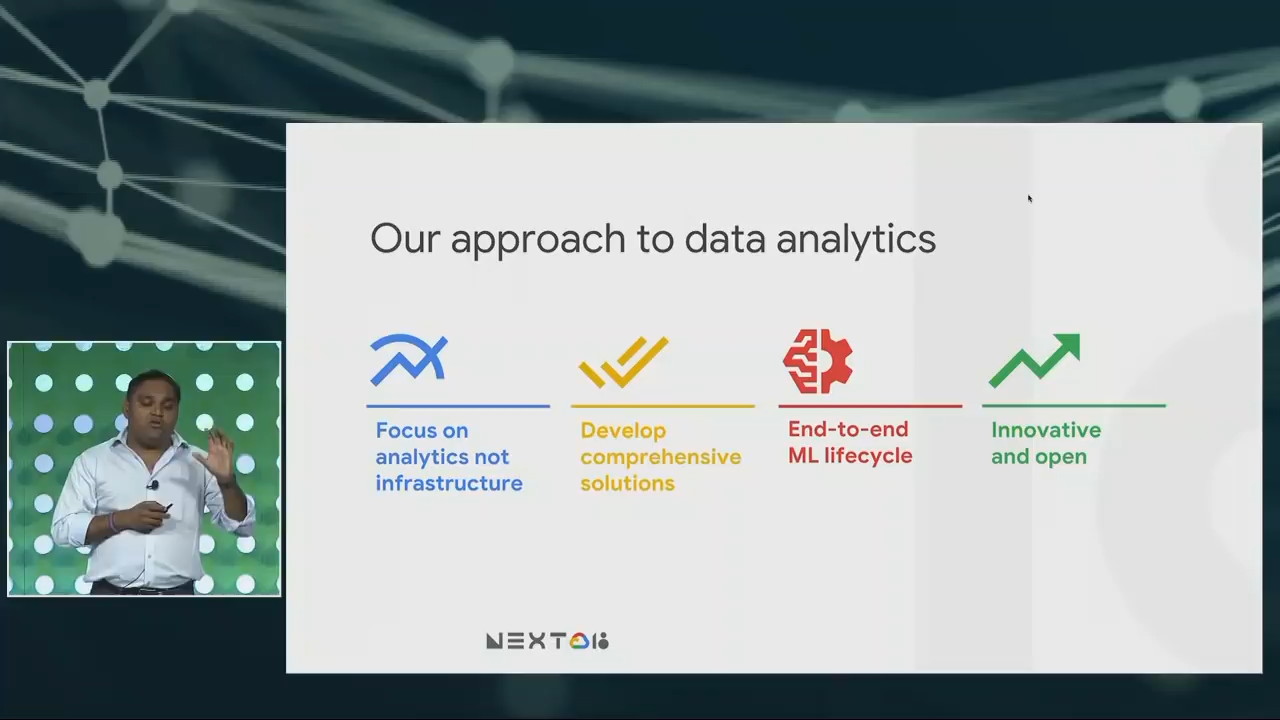 Our approach to data analytics
Focus on
analytics not
infrastructure
Develop
comprehensive
solutions
End-to-end
ML lifecycle
Innovative
and open
NEXT 18